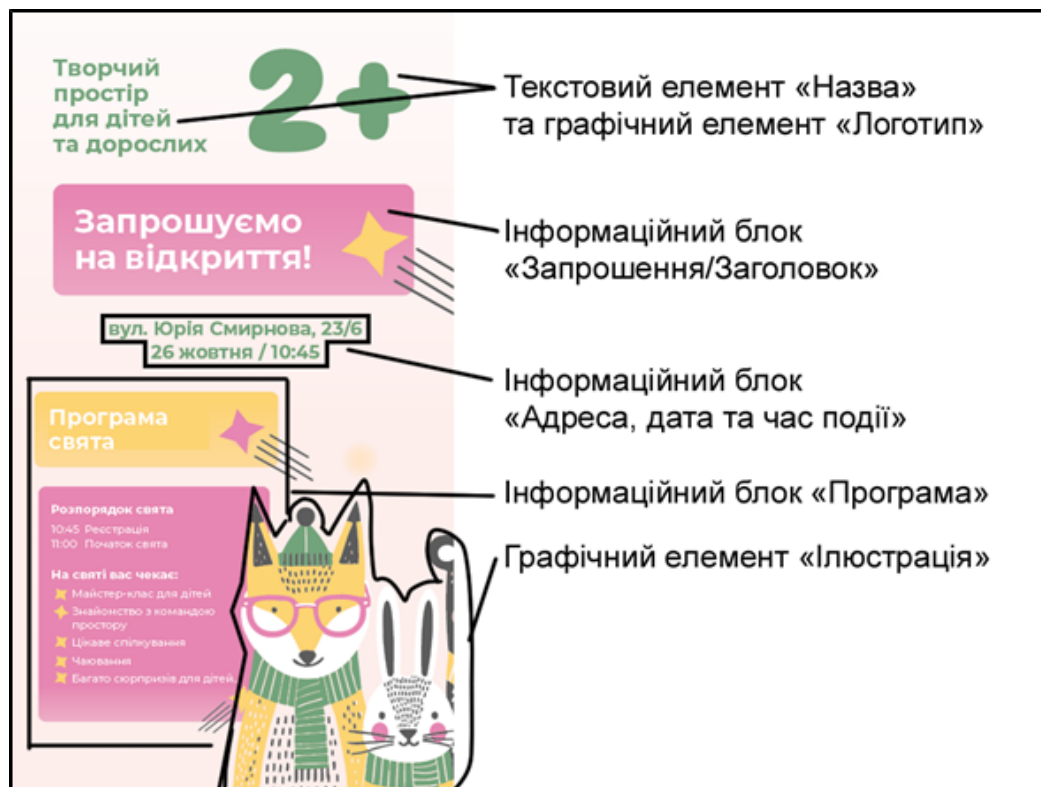 Творчий
простір
для дітей
та дорослих
2+
Запрошуємо
на відкриття!
вул. Юрія Смирнова, 23/6
26 жовтня / 10:45
Програма
свята
Розпорядок свята
10:45 Реєстрація
11:00 Початок свята
На святі вас чекає:
Майстер-клас для дітей
Знайомство з командою
простору
Цікаве спілкування
Чаювання
Багато сюрпризів для дітей.
Текстовий елемент «Назва»
та графічний елемент «Логотип»
Інформаційний блок
«Запрошення/Заголовок»
Інформаційний блок
«Адреса, дата та час події»
Інформаційний блок «Програма»
Графічний елемент «Ілюстрація»